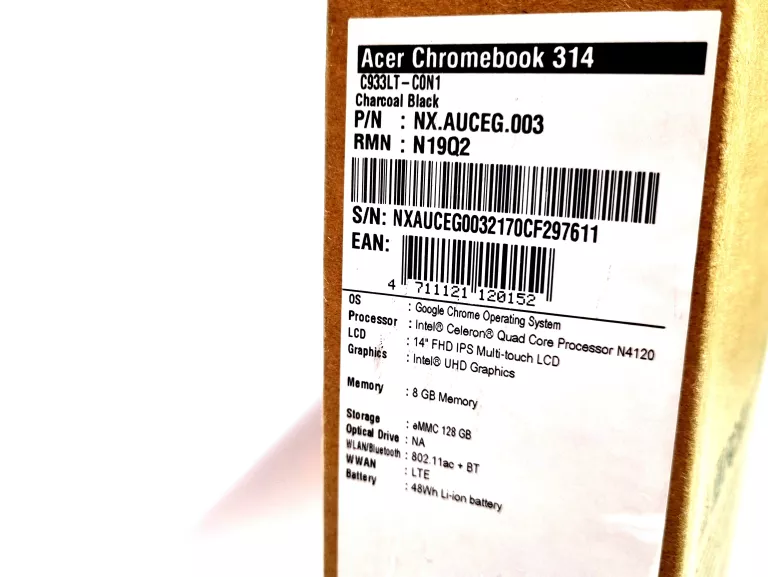 Acer Chromebook 314
C933LT-C0N1
Charcoal Black
P/N : NX.AUCEG.003
RMN : N19Q2
S/N: NXAUCEG0032170CF297611
EAN:
4 711121 120152
OS : Google Chrome Operating System
Processor : Intel® Celeron® Quad Core Processor N4120
LCD : 14" FHD IPS Multi-touch LCD
Graphics : Intel® UHD Graphics
Memory : 8 GB Memory
Storage : eMMC 128 GB
Optical Drive : NA
WLAN/Bluetooth : 802.11ac + BT
WWAN : LTE
Battery : 48Wh Li-ion battery